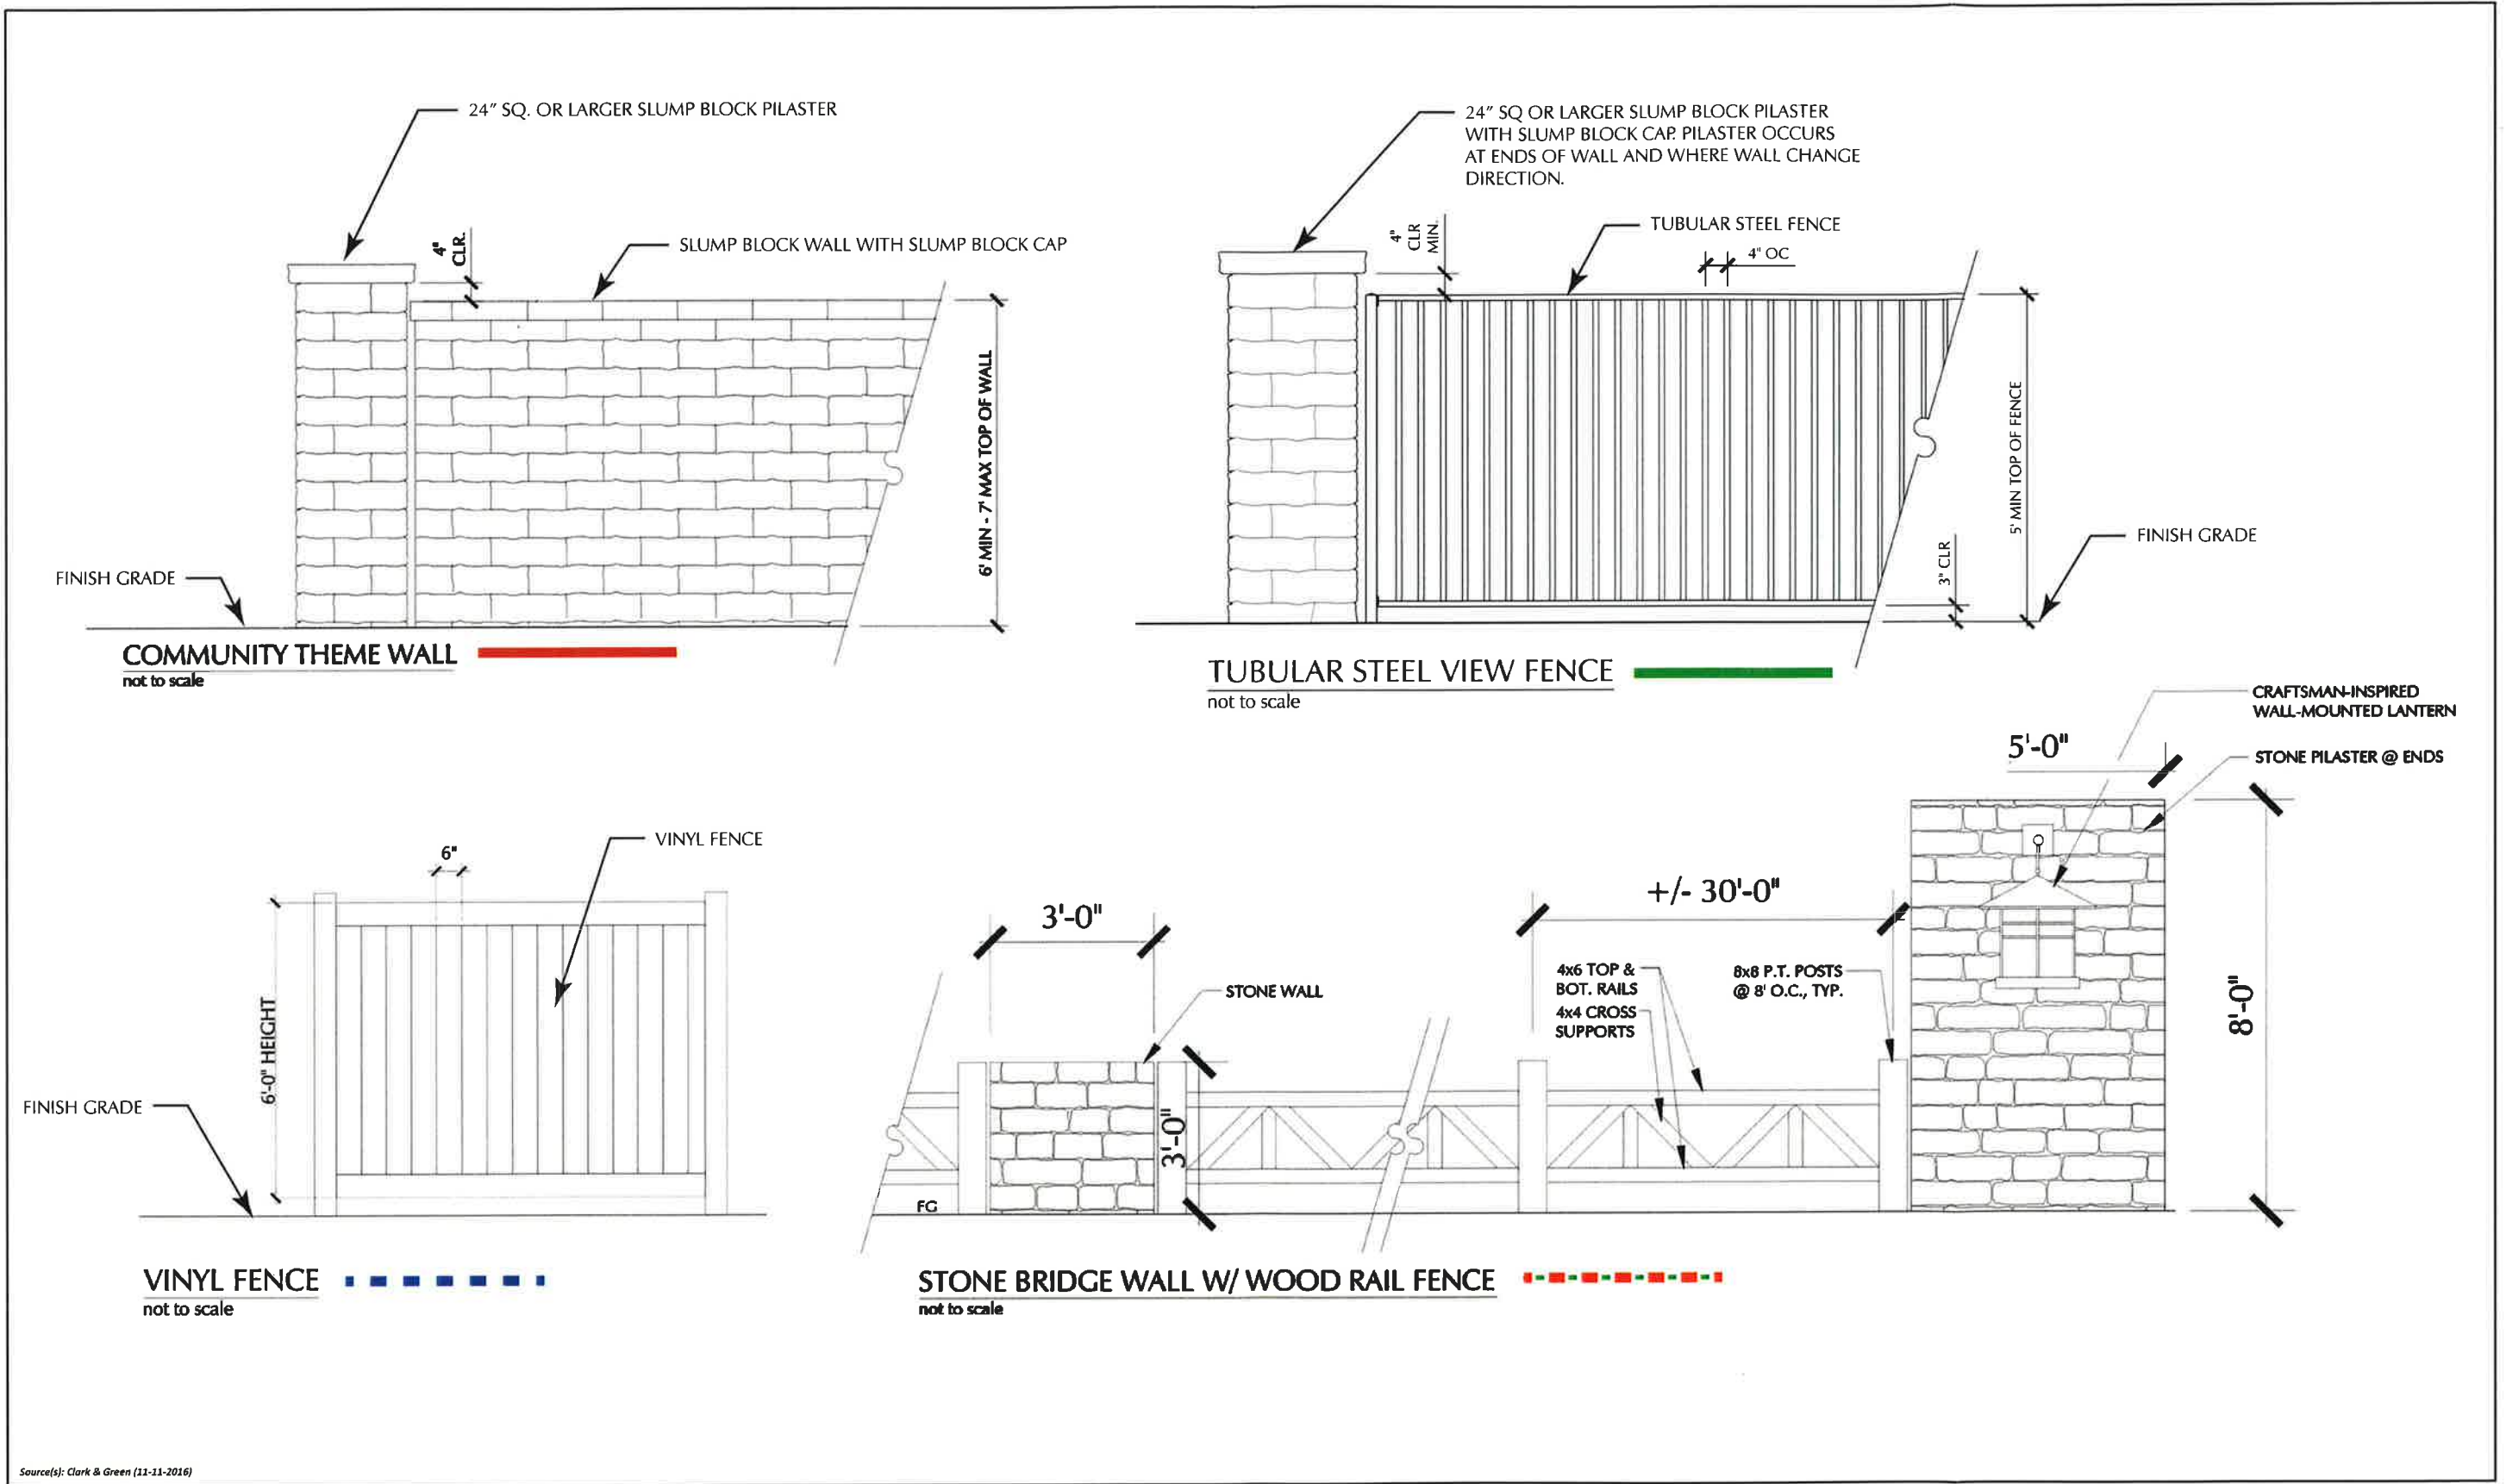 24" SQ. OR LARGER SLUMP BLOCK PILASTER
4"
CLR.
SLUMP BLOCK WALL WITH SLUMP BLOCK CAP
6' MIN - 7' MAX TOP OF WALL
FINISH GRADE
COMMUNITY THEME WALL
not to scale
24" SQ OR LARGER SLUMP BLOCK PILASTER
WITH SLUMP BLOCK CAP. PILASTER OCCURS
AT ENDS OF WALL AND WHERE WALL CHANGE
DIRECTION.
4"
CLR
MIN.
TUBULAR STEEL FENCE
4" OC
5' MIN TOP OF FENCE
3" CLR
FINISH GRADE
TUBULAR STEEL VIEW FENCE
not to scale
VINYL FENCE
6"
6'-0" HEIGHT
FINISH GRADE
VINYL FENCE
not to scale
CRAFTSMAN-INSPIRED
WALL-MOUNTED LANTERN
5'-0"
STONE PILASTER @ ENDS
+/- 30'-0"
3'-0"
4x6 TOP &
BOT. RAILS
4x4 CROSS
SUPPORTS
8x8 P.T. POSTS
@ 8' O.C., TYP.
STONE WALL
8'-0"
3'-0"
FG
STONE BRIDGE WALL W/ WOOD RAIL FENCE
not to scale
Source(s): Clark & Green (11-11-2016)